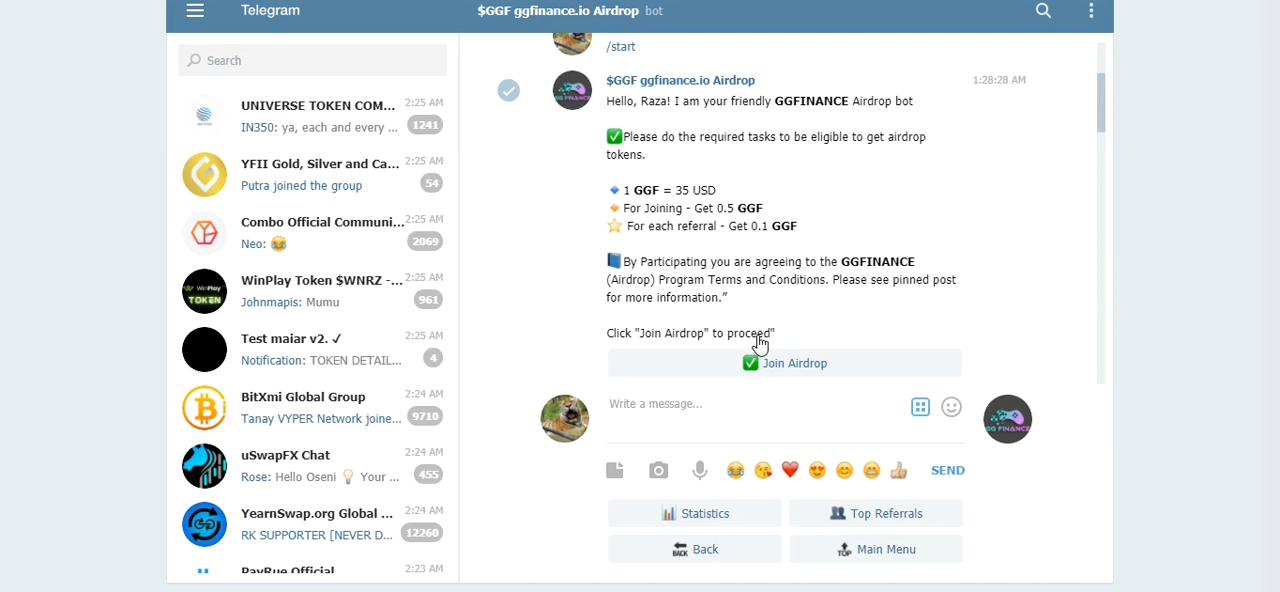 Telegram
$GGF ggfinance.io Airdrop bot
Search
UNIVERSE TOKEN COM... 2:25 AM
IN350: ya, each and every ... 1241
YFII Gold, Silver and Ca... 2:25 AM
Putra joined the group 54
Combo Official Communi... 2:25 AM
Neo: 😂 2069
WinPlay Token $WNRZ -... 2:25 AM
Johnmapis: Mumu 961
Test maiar v2. ✓ 2:25 AM
Notification: TOKEN DETAIL... 4
BitXmi Global Group 2:24 AM
Tanay VYPER Network joine... 9710
uSwapFX Chat 2:24 AM
Rose: Hello Oseni 💡 Your ... 455
YearnSwap.org Global ... 2:24 AM
RK SUPPORTER [NEVER D... 12260
PayRue Official 2:23 AM
/start
$GGF ggfinance.io Airdrop 1:28:28 AM
Hello, Raza! I am your friendly GGFINANCE Airdrop bot
✅Please do the required tasks to be eligible to get airdrop
tokens.
🔹1 GGF = 35 USD
🔸For Joining - Get 0.5 GGF
⭐ For each referral - Get 0.1 GGF
📘By Participating you are agreeing to the GGFINANCE
(Airdrop) Program Terms and Conditions. Please see pinned post
for more information.”
Click "Join Airdrop" to proceed"
✅ Join Airdrop
Write a message...
SEND
📊 Statistics
👥 Top Referrals
🔙 Back
🔝 Main Menu